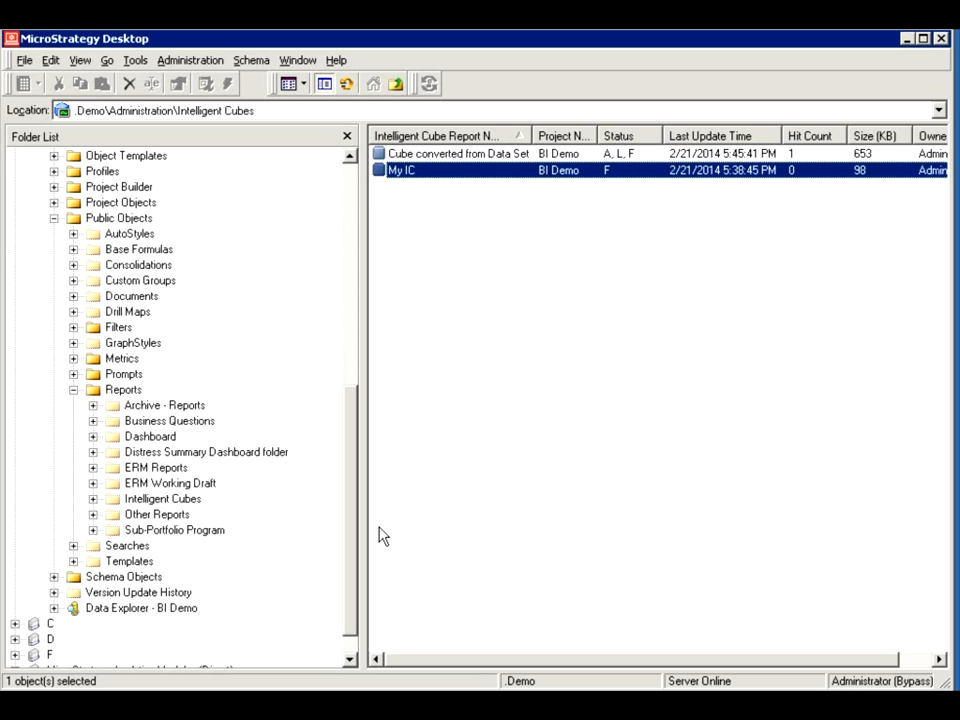 MicroStrategy Desktop
File Edit View Go Tools Administration Schema Window Help
Location: .Demo\Administration\Intelligent Cubes
Folder List
Object Templates
Profiles
Project Builder
Project Objects
Public Objects
AutoStyles
Base Formulas
Consolidations
Custom Groups
Documents
Drill Maps
Filters
GraphStyles
Metrics
Prompts
Reports
Archive - Reports
Business Questions
Dashboard
Distress Summary Dashboard folder
ERM Reports
ERM Working Draft
Intelligent Cubes
Other Reports
Sub-Portfolio Program
Searches
Templates
Schema Objects
Version Update History
Data Explorer - BI Demo
C
D
F
Intelligent Cube Report N... Project N... Status Last Update Time Hit Count Size (KB) Owne
Cube converted from Data Set BI Demo A, L, F 2/21/2014 5:45:41 PM 1 653 Admin
My IC BI Demo F 2/21/2014 5:38:45 PM 0 98 Admin
1 object(s) selected .Demo Server Online Administrator (Bypass)